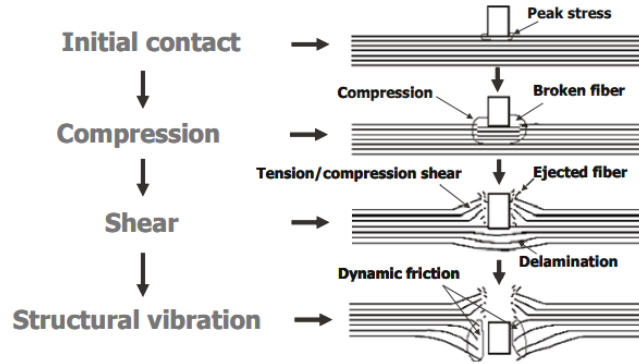 Peak stress
Initial contact
Compression
Broken fiber
Compression
Tension/compression shear
Ejected fiber
Shear
Delamination
Dynamic friction
Structural vibration